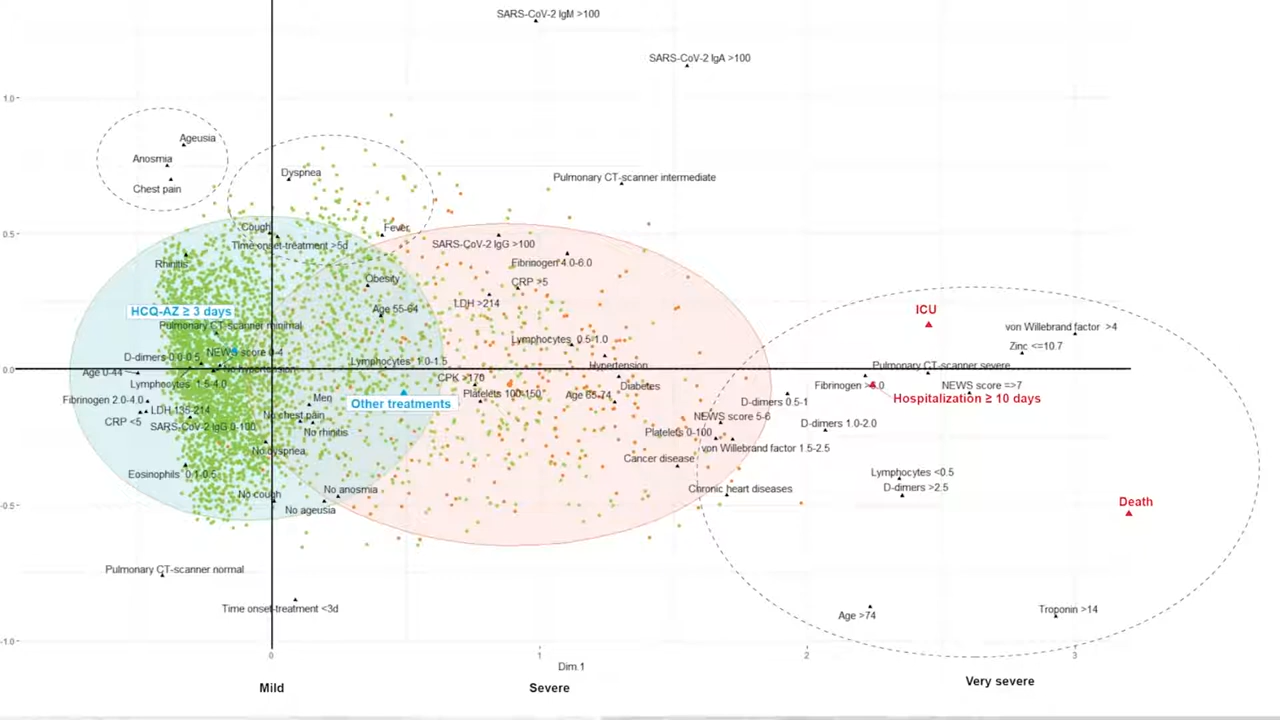 SARS-CoV-2 IgM >100
SARS-CoV-2 IgA >100
1.0
Ageusia
Anosmia
Chest pain
Dyspnea
Pulmonary CT-scanner intermediate
0.5
Cough
Fever
Time onset-treatment >5d
SARS-CoV-2 IgG >100
Rhinitis
Fibrinogen 4.0-6.0
Obesity
CRP >5
LDH >214
HCQ-AZ ≥ 3 days
Age 55-64
ICU
Pulmonary CT-scanner minimal
von Willebrand factor >4
Lymphocytes 0.5-1.0
Zinc <=10.7
D-dimers 0.0-0.5
NEWS score 0-4
Lymphocytes 1.0-1.5
Hypertension
Pulmonary CT-scanner severe
0.0
Age 0-44
No hypertension
CPK >170
Lymphocytes 1.5-4.0
Diabetes
Fibrinogen >6.0
NEWS score =>7
Platelets 100-150
Age 65-74
Hospitalization ≥ 10 days
Fibrinogen 2.0-4.0
Men
Other treatments
D-dimers 0.5-1
LDH 135-214
No chest pain
NEWS score 5-6
CRP <5
SARS-CoV-2 IgG 0-100
D-dimers 1.0-2.0
No rhinitis
Platelets 0-100
No dyspnea
von Willebrand factor 1.5-2.5
Cancer disease
Eosinophils 0.1-0.5
Lymphocytes <0.5
No cough
No anosmia
Chronic heart diseases
D-dimers >2.5
-0.5
No ageusia
Death
Pulmonary CT-scanner normal
Time onset-treatment <3d
Age >74
Troponin >14
-1.0
0
1
2
3
Dim.1
Mild
Severe
Very severe